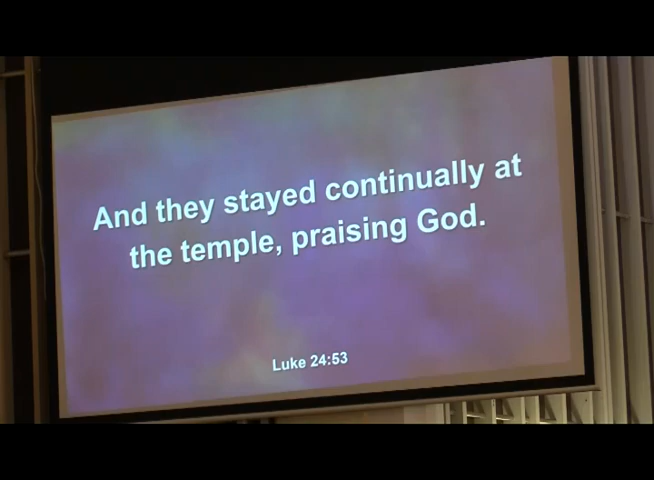 And they stayed continually at
the temple, praising God.
Luke 24:53